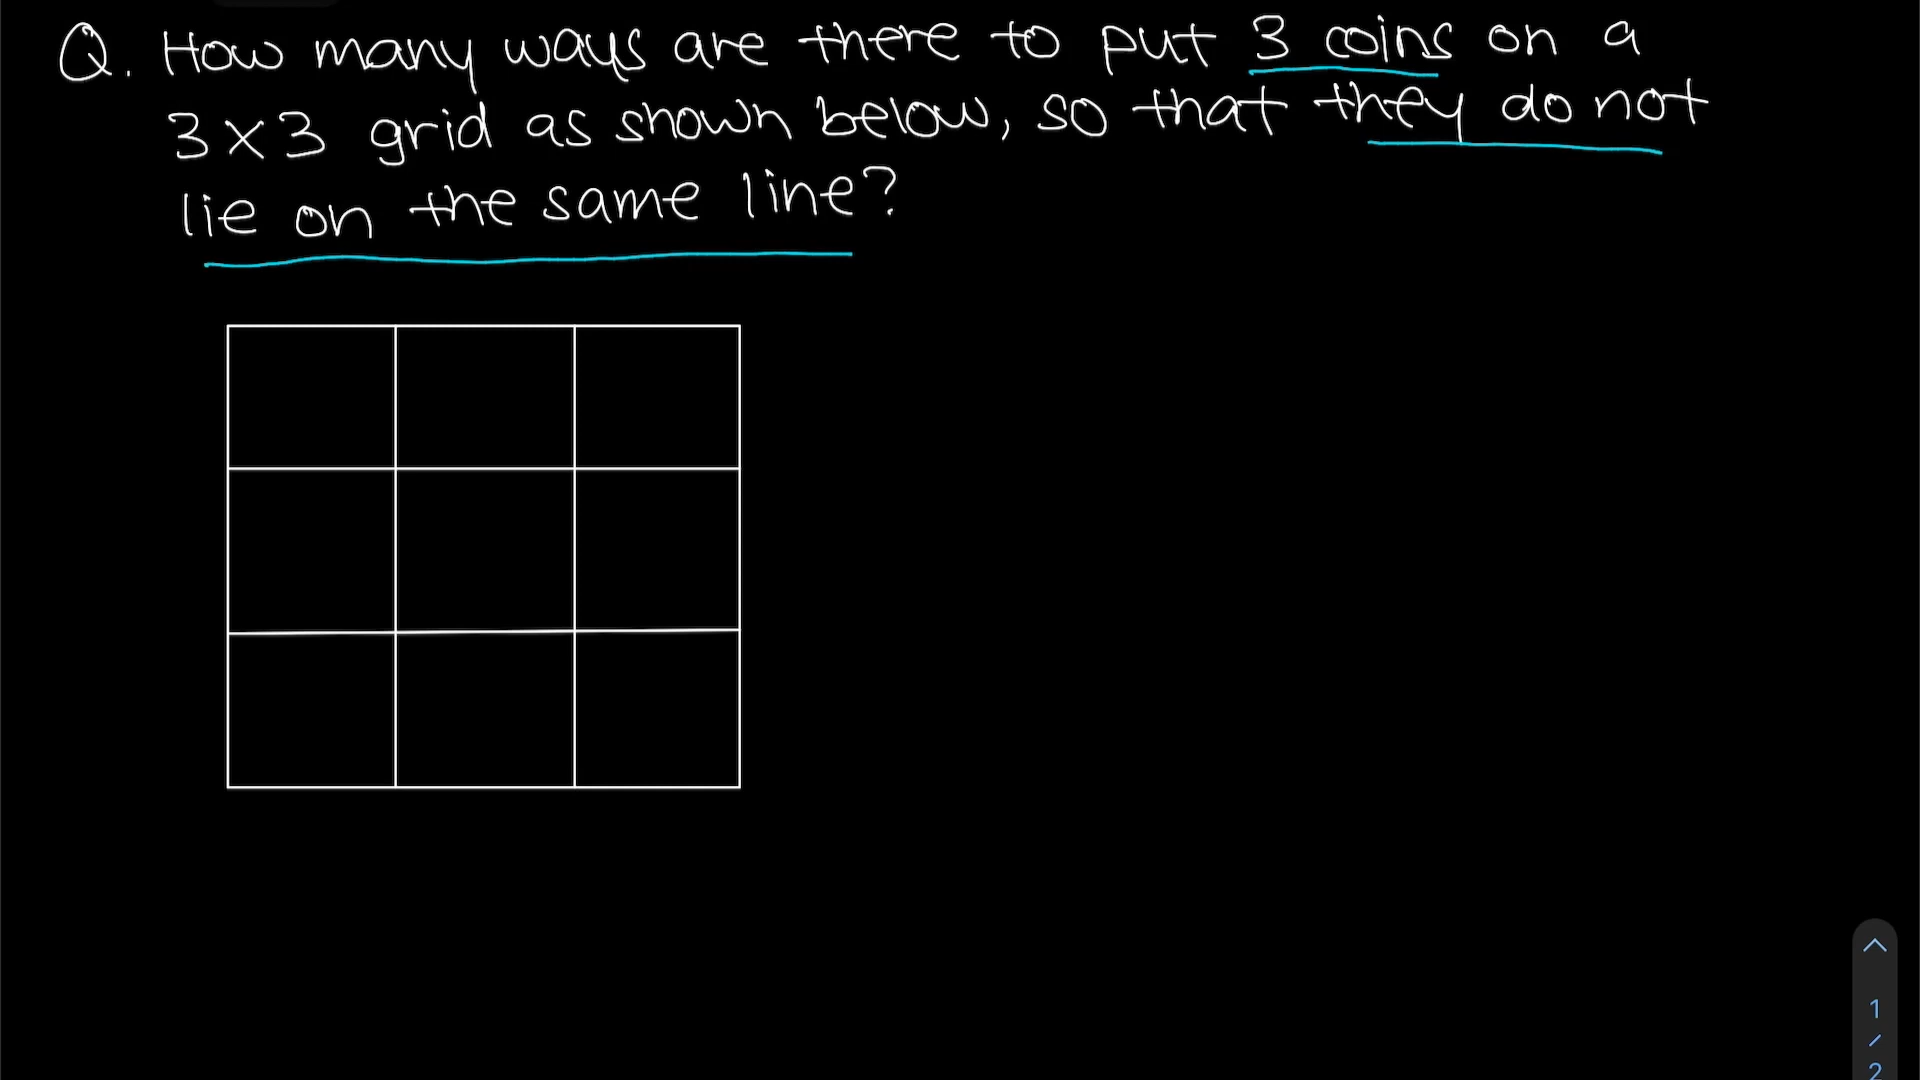 Q. How many ways are there to put 3 coins on a
3×3 grid as shown below, so that they do not
lie on the same line?
1
/
2